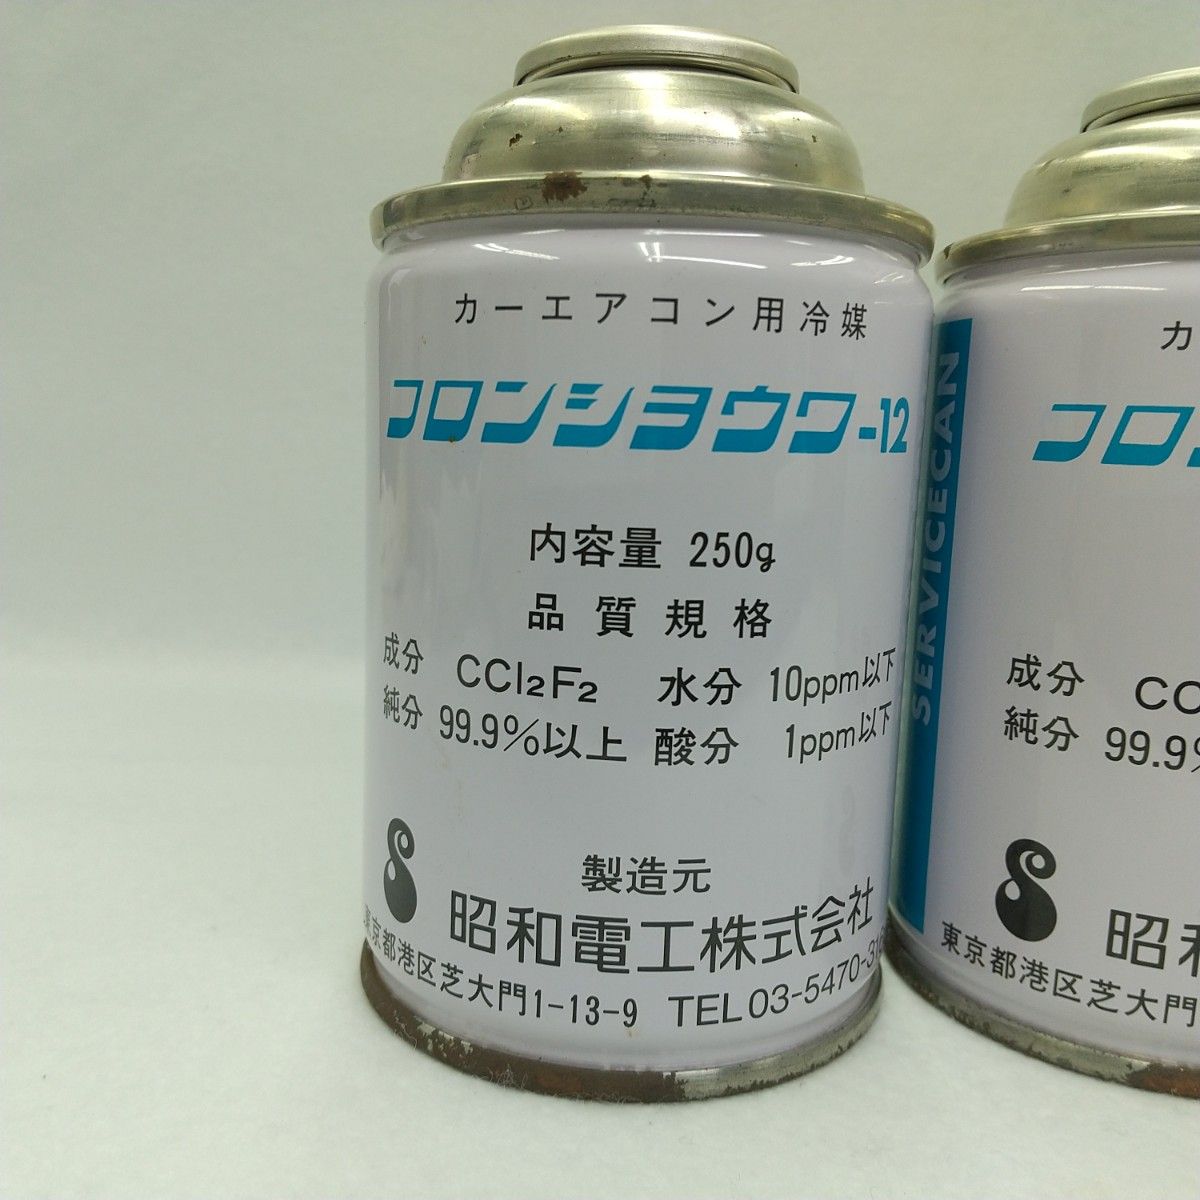 カーエアコン用冷媒
フロンショウワ-12
内容量 250g
品質規格
成分 CCl2F2 水分 10ppm以下
純分 99.9%以上 酸分 1ppm以下
製造元
昭和電工株式会社
東京都港区芝大門1-13-9 TEL03-5470-
SERVICECAN
カ
フロ
成分 CC
純分 99.9%
昭和
東京都港区芝大門